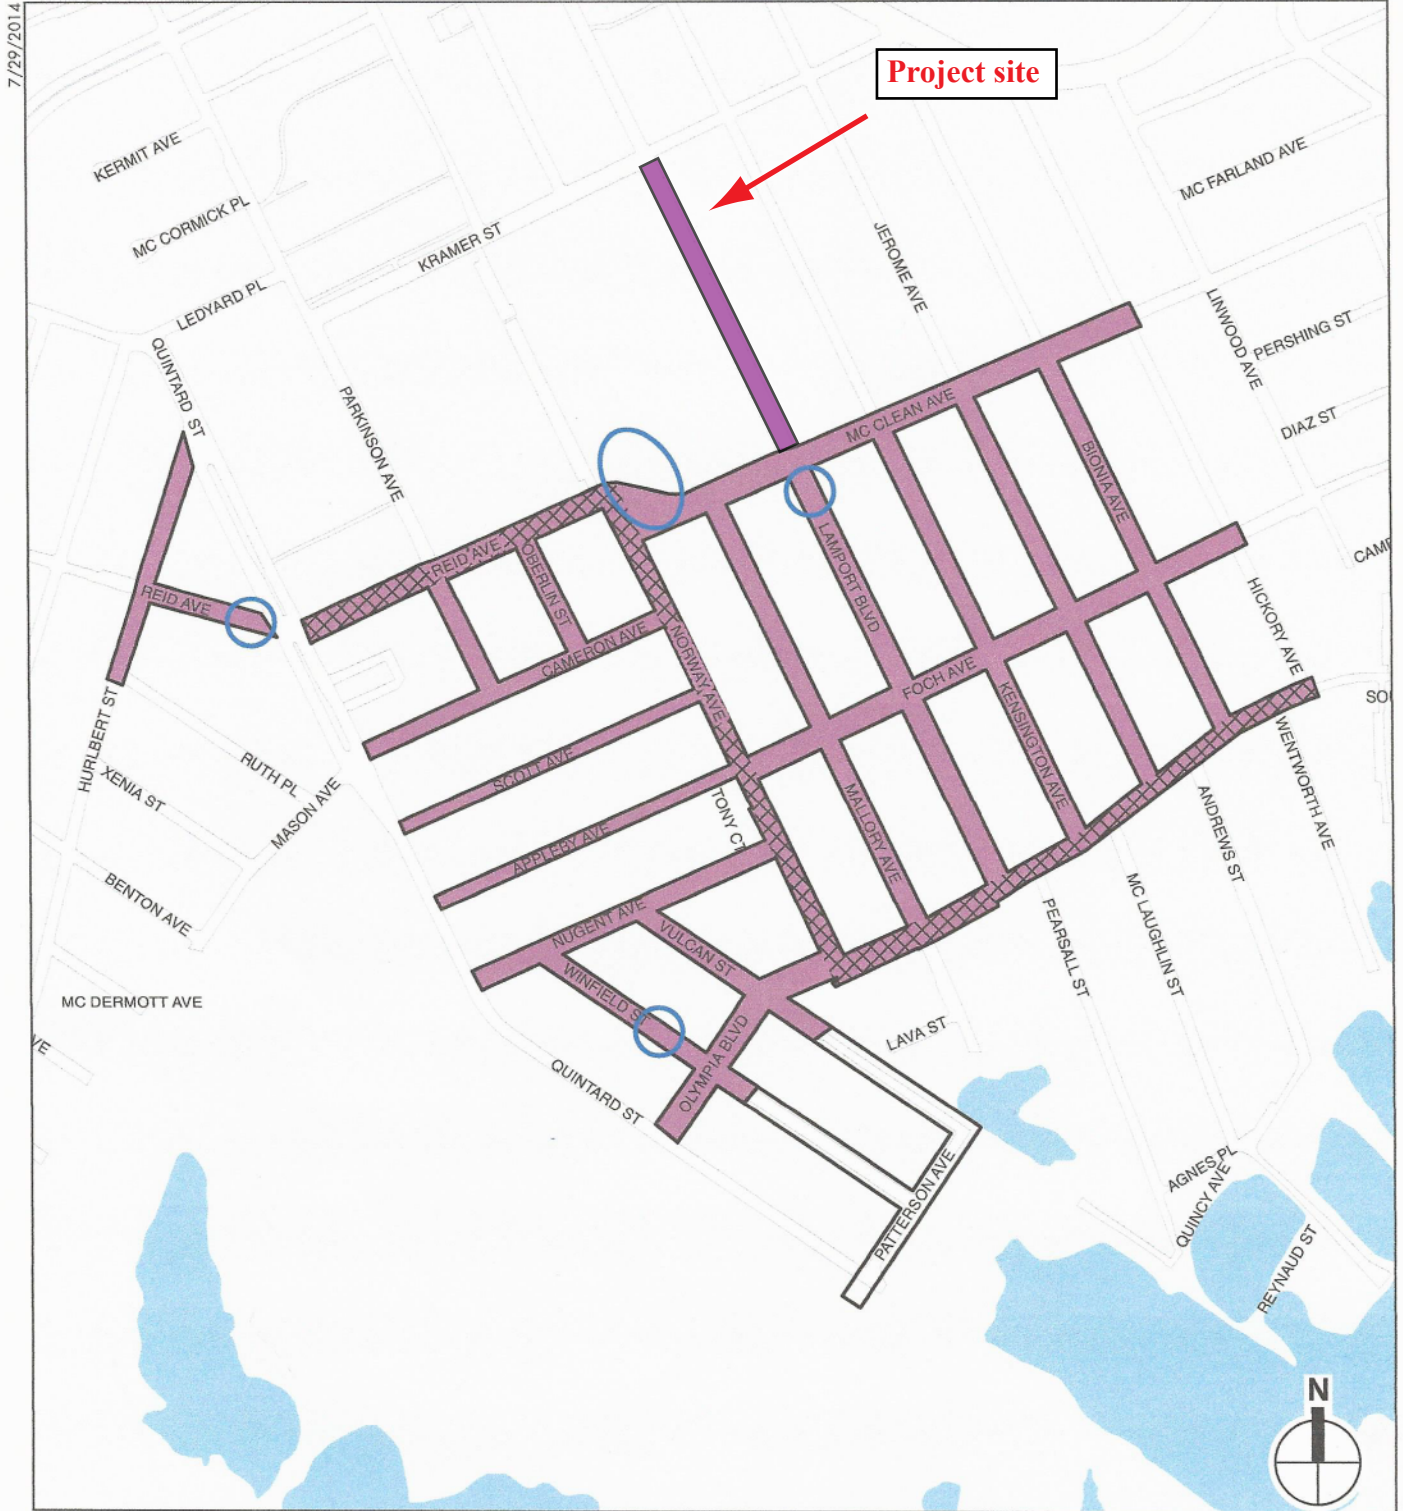 7/29/2014
Project site
KERMIT AVE
MC FARLAND AVE
MC CORMICK PL
KRAMER ST
JEROME AVE
LEDYARD PL
LINWOOD AVE
PERSHING ST
QUINTARD ST
PARKINSON AVE
MC CLEAN AVE
DIAZ ST
BIONIA AVE
REID AVE
OBERLIN ST
LAMPORT BLVD
CAME
REID AVE
HICKORY AVE
CAMERON AVE
NORWAY AVE
FOCH AVE
KENSINGTON AVE
SOU
HURLBERT ST
RUTH PL
XENIA ST
MASON AVE
SCOTT AVE
WENTWORTH AVE
TONY CT
MALLORY AVE
ANDREWS ST
APPLEBY AVE
BENTON AVE
NUGENT AVE
VULCAN ST
PEARSALL ST
MC LAUGHLIN ST
MC DERMOTT AVE
WINFIELD ST
VE
LAVA ST
OLYMPIA BLVD
QUINTARD ST
PATTERSON AVE
AGNES PL
QUINCY AVE
REYNAUD ST
N